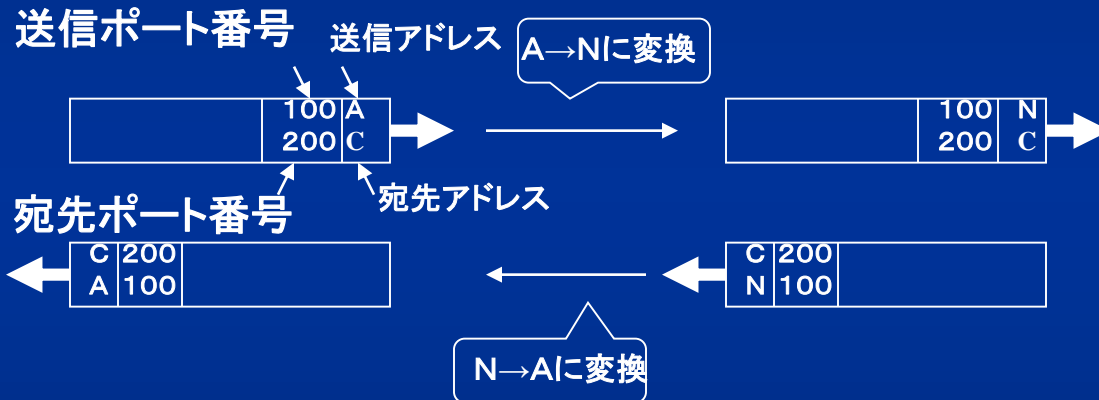 送信ポート番号
送信アドレス
A→Nに変換
100 A
200 C
100 N
200 C
宛先ポート番号
宛先アドレス
C 200
A 100
C 200
N 100
N→Aに変換